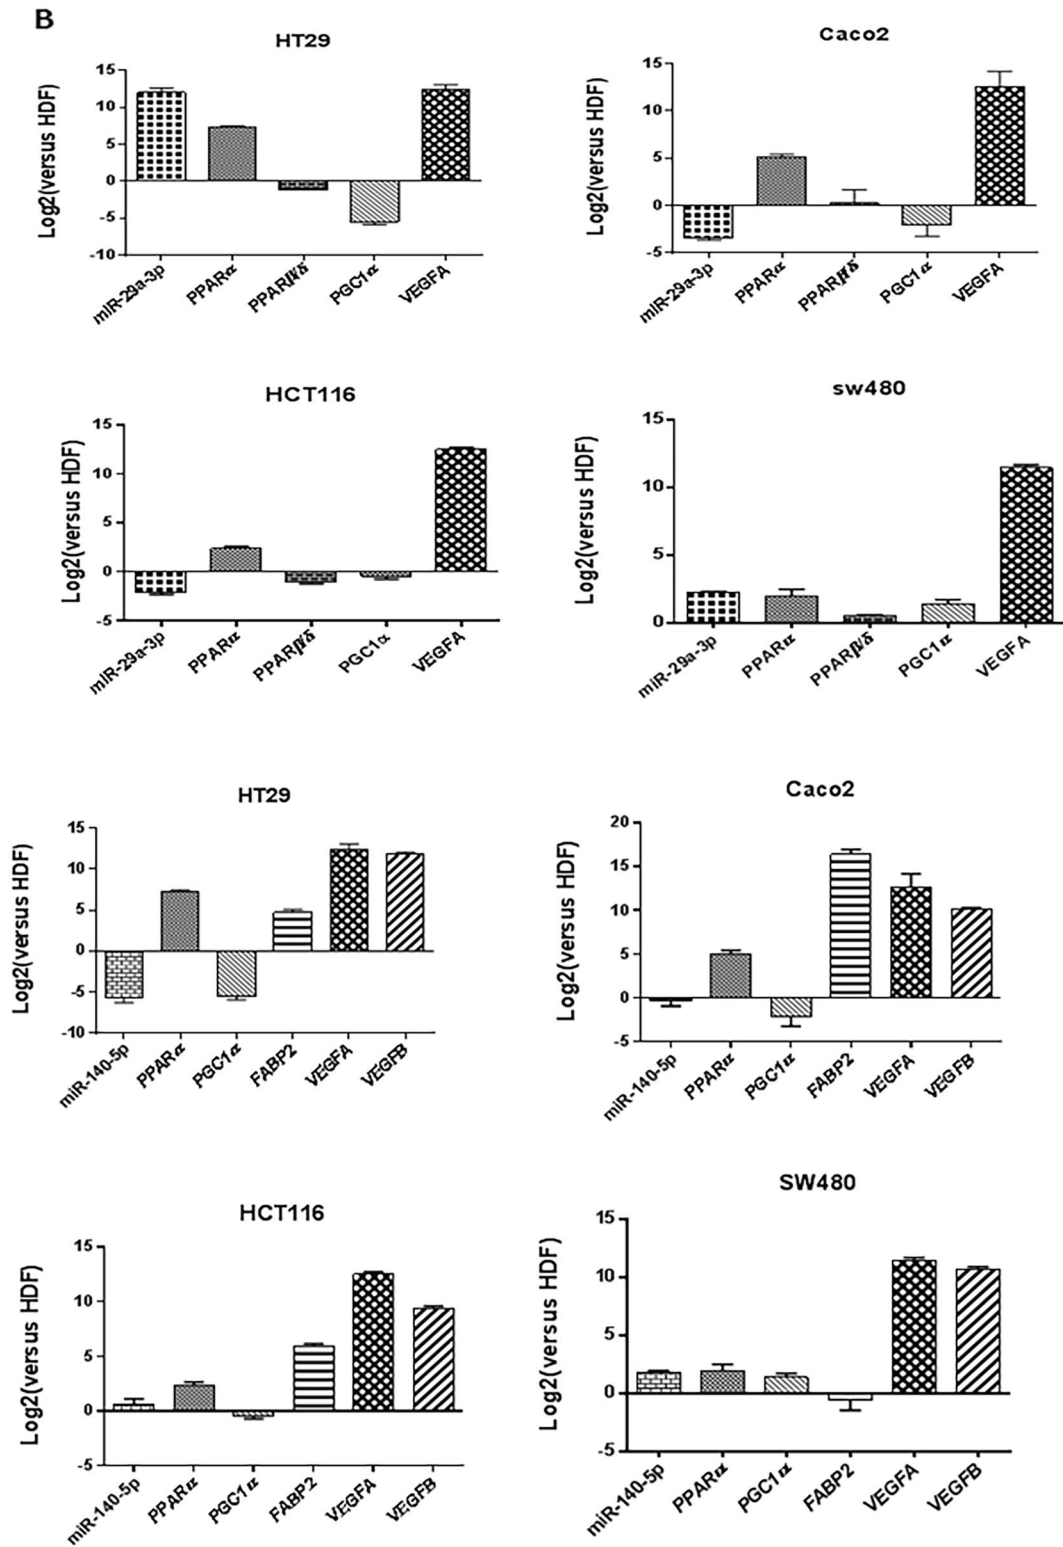 B
HT29
Log2(versus HDF)
15
10
5
0
-5
-10
miR-29a-3p
PPARα
PPARβ/δ
PGC1α
VEGFA
Caco2
Log2(versus HDF)
15
10
5
0
-5
miR-29a-3p
PPARα
PPARβ/δ
PGC1α
VEGFA
HCT116
Log2(versus HDF)
15
10
5
0
-5
miR-29a-3p
PPARα
PPARβ/δ
PGC1α
VEGFA
sw480
Log2(versus HDF)
15
10
5
0
miR-29a-3p
PPARα
PPARβ/δ
PGC1α
VEGFA
HT29
Log2(versus HDF)
15
10
5
0
-5
-10
miR-140-5p
PPARα
PGC1α
FABP2
VEGFA
VEGFB
Caco2
Log2(versus HDF)
20
15
10
5
0
-5
miR-140-5p
PPARα
PGC1α
FABP2
VEGFA
VEGFB
HCT116
Log2(versus HDF)
15
10
5
0
-5
miR-140-5p
PPARα
PGC1α
FABP2
VEGFA
VEGFB
SW480
Log2(versus HDF)
15
10
5
0
-5
miR-140-5p
PPARα
PGC1α
FABP2
VEGFA
VEGFB